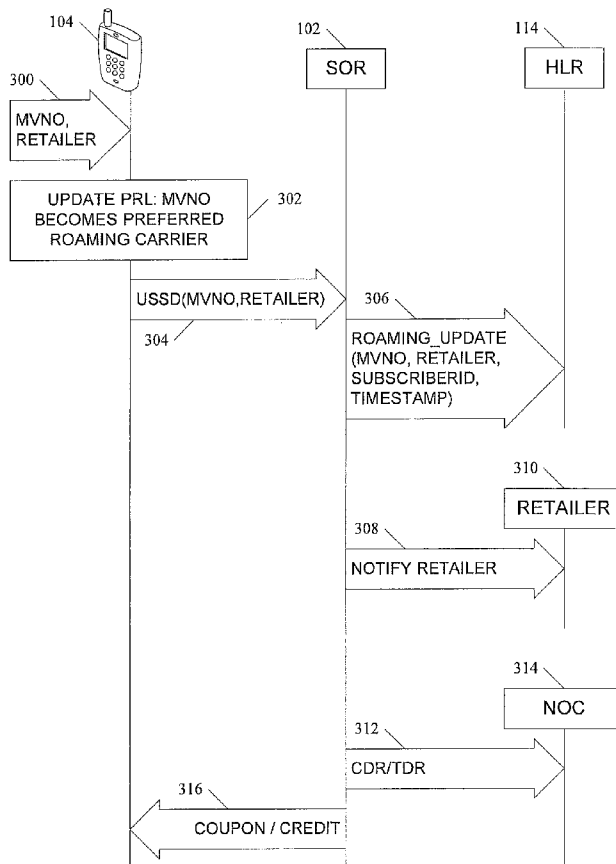 104
102
114
SOR
HLR
300
MVNO,
RETAILER
UPDATE PRL: MVNO
BECOMES PREFERRED
ROAMING CARRIER
302
USSD(MVNO,RETAILER)
304
306
ROAMING_UPDATE
(MVNO, RETAILER,
SUBSCRIBERID,
TIMESTAMP)
310
RETAILER
308
NOTIFY RETAILER
314
NOC
312
CDR/TDR
316
COUPON / CREDIT